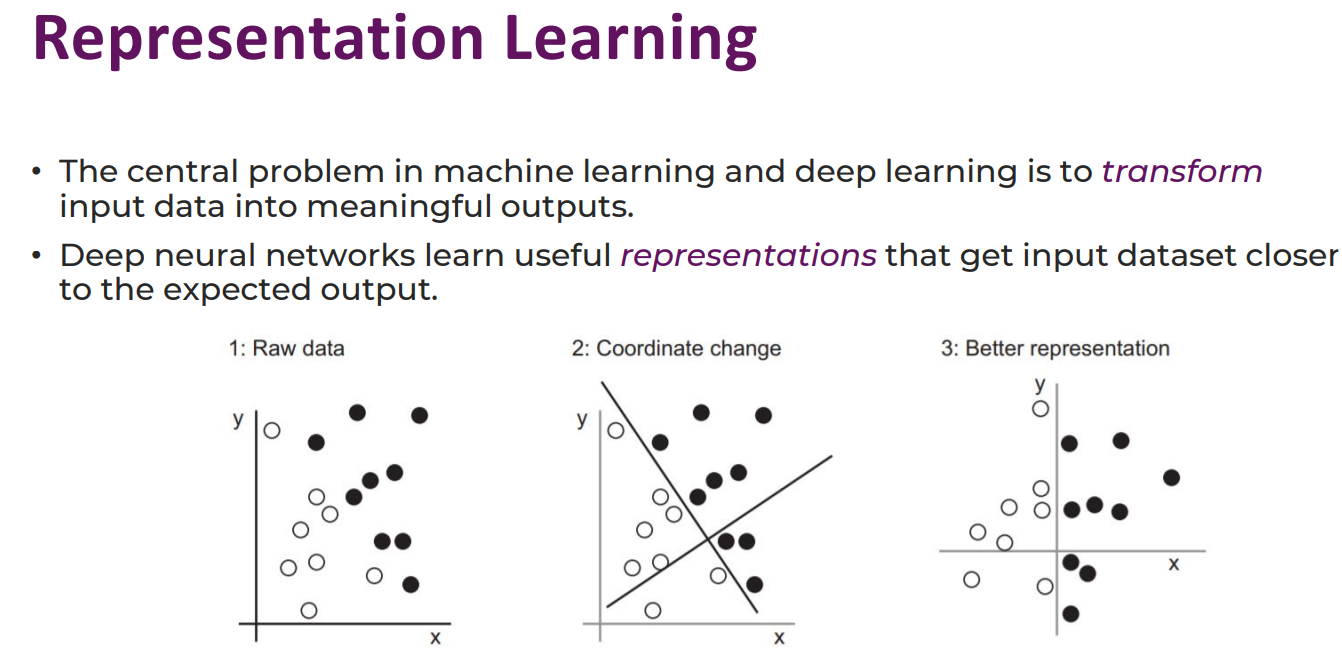 Representation Learning
• The central problem in machine learning and deep learning is to transform
input data into meaningful outputs.
• Deep neural networks learn useful representations that get input dataset closer
to the expected output.
1: Raw data
2: Coordinate change
3: Better representation
y
x
y
x
y
x